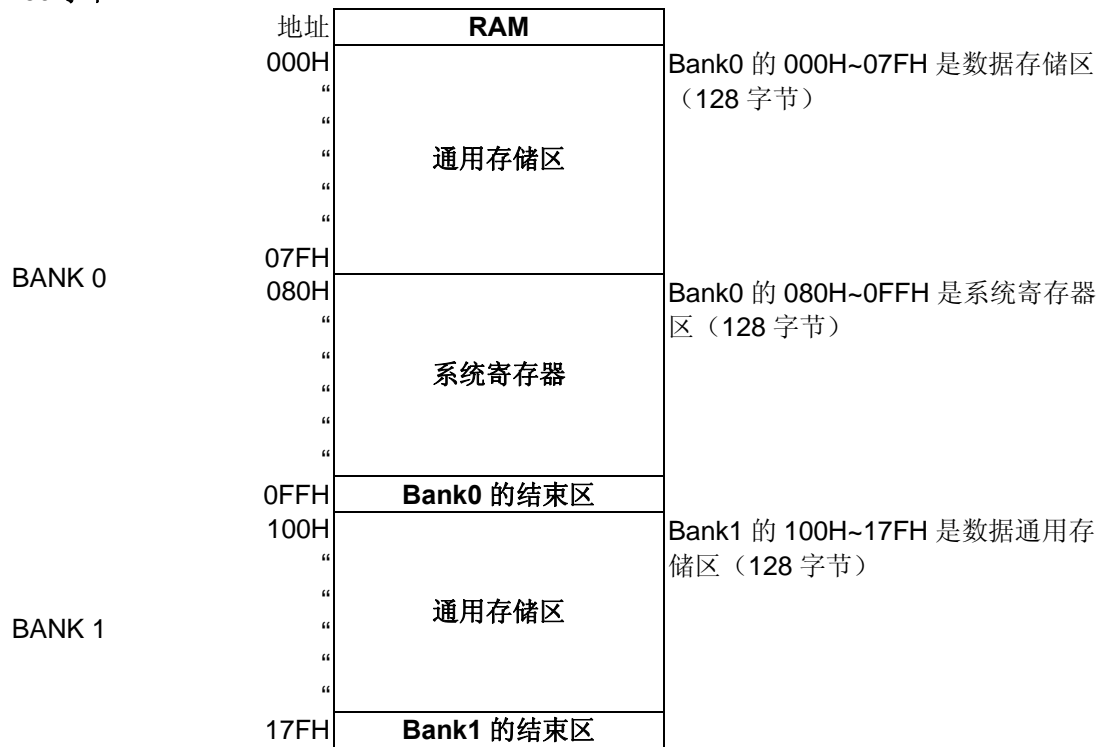 地址 RAM
000H Bank0 的 000H~07FH 是数据存储区
“ （128 字节）
“
“ 通用存储区
“
“
07FH
BANK 0
080H Bank0 的 080H~0FFH 是系统寄存器
“ 区（128 字节）
“
系统寄存器
“
“
“
0FFH Bank0 的结束区
100H Bank1 的 100H~17FH 是数据通用存
“ 储区（128 字节）
“
通用存储区
BANK 1 “
“
“
17FH Bank1 的结束区